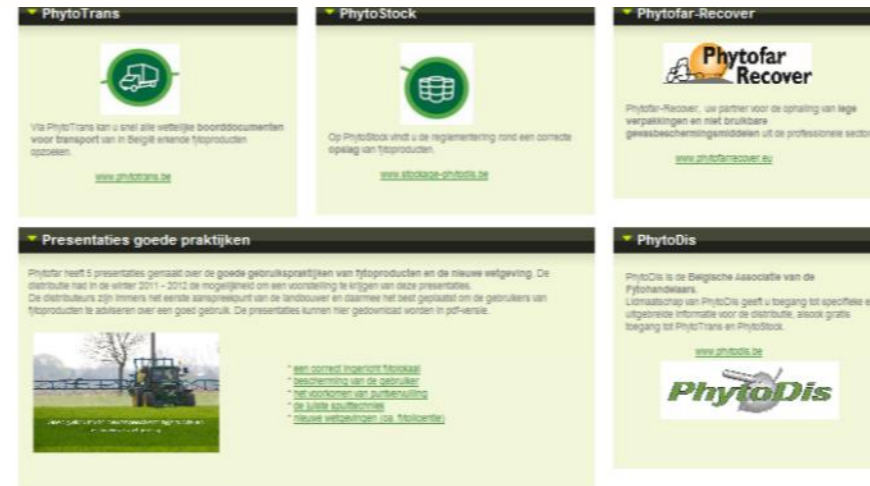 PhytoTrans
Via PhytoTrans kan u snel alle wettelijke boorddocumenten
voor transport van in België erkende fytoproducten
opzoeken.
www.phytotrans.be
PhytoStock
Op PhytoStock vindt u de reglementering rond een correcte
opslag van fytoproducten.
www.stockage-phytodis.be
Phytofar-Recover
Phytofar
Recover
Phytofar-Recover, uw partner voor de ophaling van lege
verpakkingen en niet bruikbare
gewasbeschermingsmiddelen uit de professionele sector
www.phytofarrecover.eu
Presentaties goede praktijken
Phytofar heeft 5 presentaties gemaakt over de goede gebruikspraktijken van fytoproducten en de nieuwe wetgeving. De
distributie had in de winter 2011 - 2012 de mogelijkheid om een voorstelling te krijgen van deze presentaties.
De distributeurs zijn immers het eerste aanspreekpunt van de landbouwer en daarmee het best geplaatst om de gebruikers van
fytoproducten te adviseren over een goed gebruik. De presentaties kunnen hier gedownload worden in pdf-versie.
* een correct ingericht fytolokaal
* bescherming van de gebruiker
* het voorkomen van puntvervuiling
* de juiste spuittechniek
* nieuwe wetgevingen (oa. fytolicentie)
PhytoDis
PhytoDis is de Belgische Associatie van de
Fytohandelaars.
Lidmaatschap van PhytoDis geeft u toegang tot specifieke e
uitgebreide informatie voor de distributie, alsook gratis
toegang tot PhytoTrans en PhytoStock.
www.phytodis.be
PhytoDis